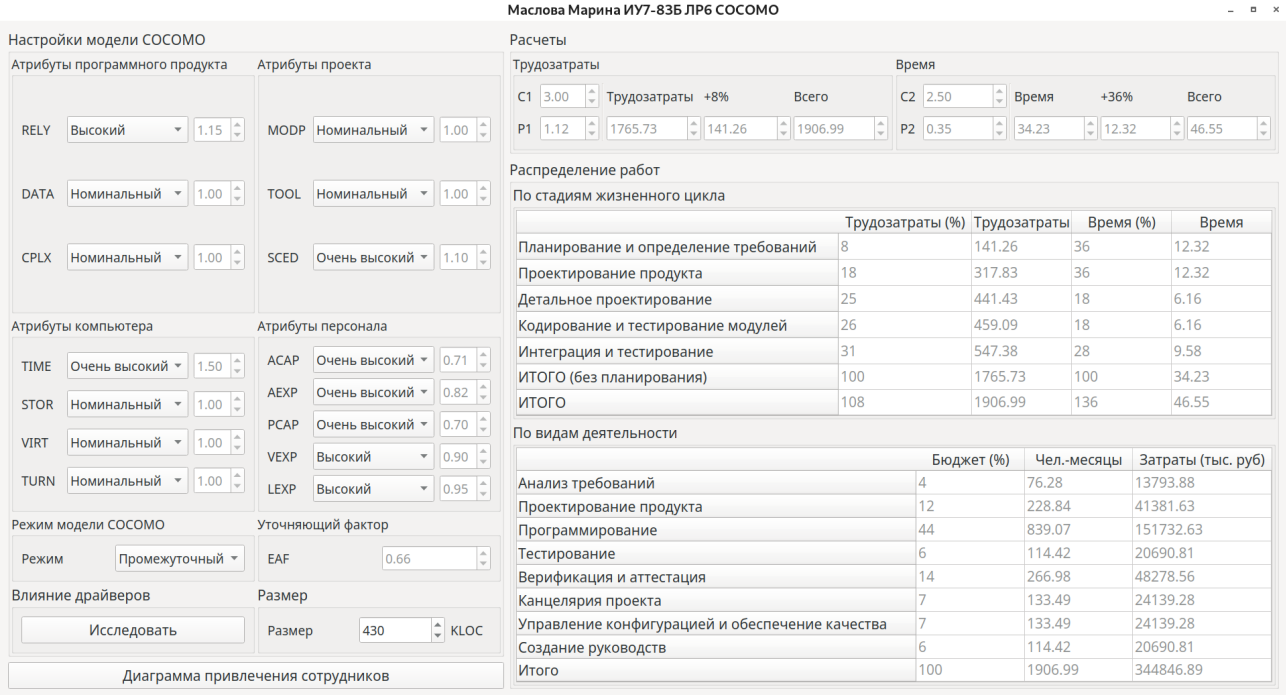 Маслова Марина ИУ7-83Б ЛР6 COCOMO
Настройки модели COCOMO
Атрибуты программного продукта
RELY Высокий 1.15
DATA Номинальный 1.00
CPLX Номинальный 1.00
Атрибуты проекта
MODP Номинальный 1.00
TOOL Номинальный 1.00
SCED Очень высокий 1.10
Атрибуты компьютера
TIME Очень высокий 1.50
STOR Номинальный 1.00
VIRT Номинальный 1.00
TURN Номинальный 1.00
Атрибуты персонала
ACAP Очень высокий 0.71
AEXP Очень высокий 0.82
PCAP Очень высокий 0.70
VEXP Высокий 0.90
LEXP Высокий 0.95
Режим модели COCOMO
Режим Промежуточный
Уточняющий фактор
EAF 0.66
Влияние драйверов
Исследовать
Размер
Размер 430 KLOC
Диаграмма привлечения сотрудников
Расчеты
Трудозатраты
C1 3.00 Трудозатраты +8% Всего
P1 1.12 1765.73 141.26 1906.99
Время
C2 2.50 Время +36% Всего
P2 0.35 34.23 12.32 46.55
Распределение работ
По стадиям жизненного цикла
Трудозатраты (%) Трудозатраты Время (%) Время
Планирование и определение требований 8 141.26 36 12.32
Проектирование продукта 18 317.83 36 12.32
Детальное проектирование 25 441.43 18 6.16
Кодирование и тестирование модулей 26 459.09 18 6.16
Интеграция и тестирование 31 547.38 28 9.58
ИТОГО (без планирования) 100 1765.73 100 34.23
ИТОГО 108 1906.99 136 46.55
По видам деятельности
Бюджет (%) Чел.-месяцы Затраты (тыс. руб)
Анализ требований 4 76.28 13793.88
Проектирование продукта 12 228.84 41381.63
Программирование 44 839.07 151732.63
Тестирование 6 114.42 20690.81
Верификация и аттестация 14 266.98 48278.56
Канцелярия проекта 7 133.49 24139.28
Управление конфигурацией и обеспечение качества 7 133.49 24139.28
Создание руководств 6 114.42 20690.81
Итого 100 1906.99 344846.89